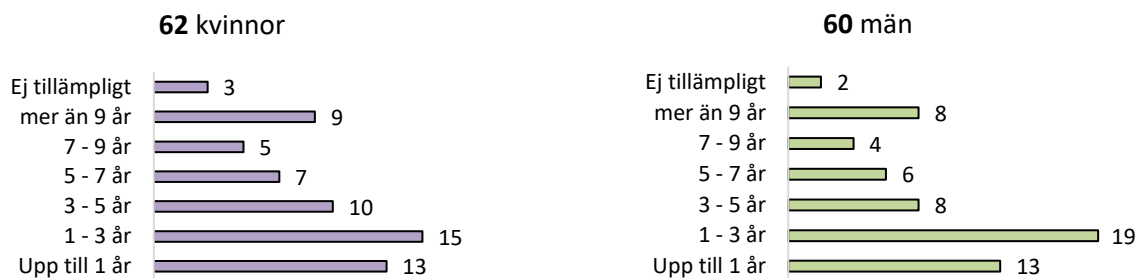 62 kvinnor
Ej tillämpligt 3
mer än 9 år 9
7 - 9 år 5
5 - 7 år 7
3 - 5 år 10
1 - 3 år 15
Upp till 1 år 13
60 män
Ej tillämpligt 2
mer än 9 år 8
7 - 9 år 4
5 - 7 år 6
3 - 5 år 8
1 - 3 år 19
Upp till 1 år 13